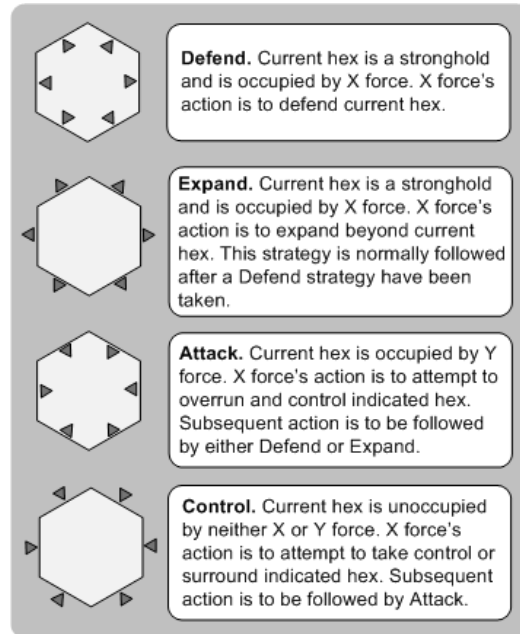 Defend. Current hex is a stronghold
and is occupied by X force. X force's
action is to defend current hex.
Expand. Current hex is a stronghold
and is occupied by X force. X force's
action is to expand beyond current
hex. This strategy is normally followed
after a Defend strategy have been
taken.
Attack. Current hex is occupied by Y
force. X force's action is to attempt to
overrun and control indicated hex.
Subsequent action is to be followed
by either Defend or Expand.
Control. Current hex is unoccupied
by neither X or Y force. X force's
action is to attempt to take control or
surround indicated hex. Subsequent
action is to be followed by Attack.